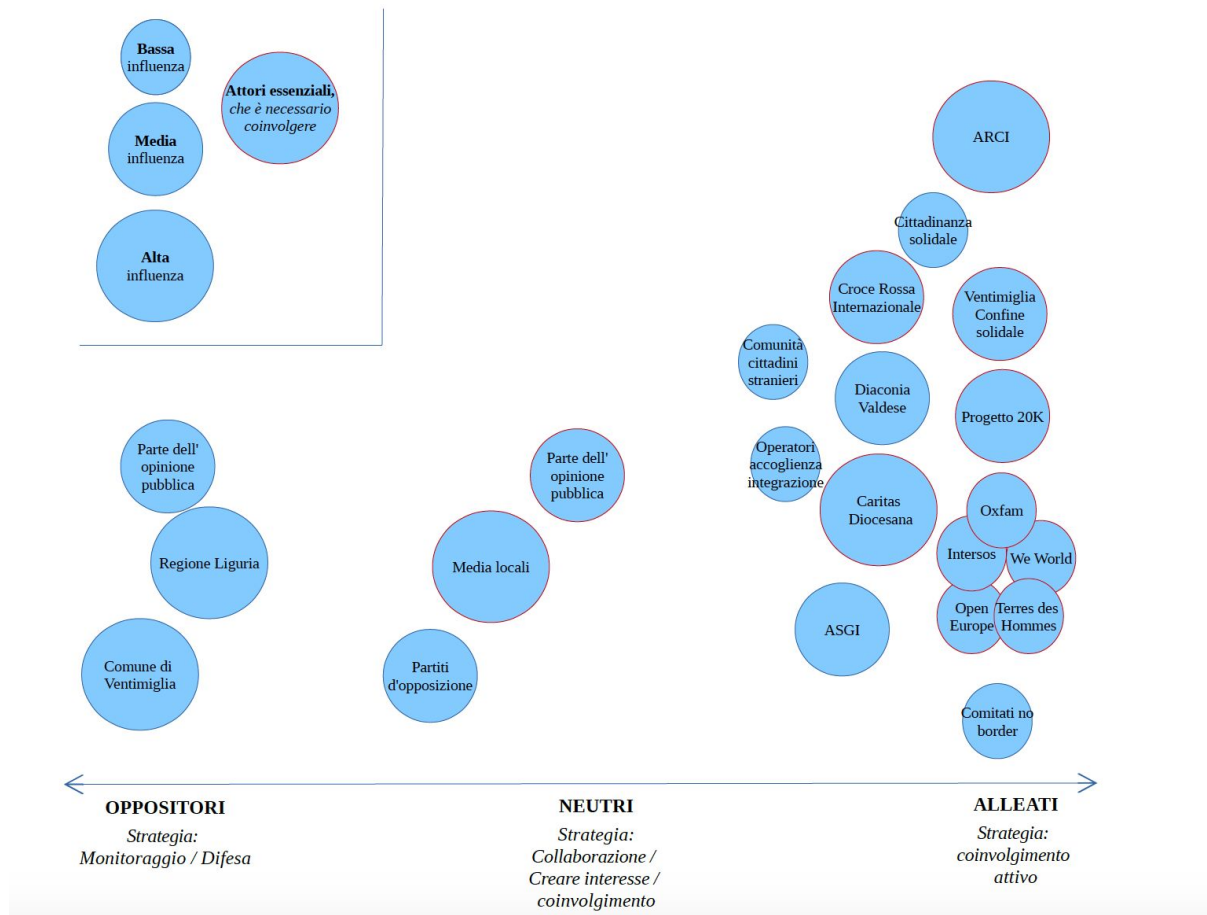 Bassa
influenza
Attori essenziali,
che è necessario
coinvolgere
Media
influenza
Alta
influenza
ARCI
Cittadinanza
solidale
Croce Rossa
Internazionale
Ventimiglia
Confine
solidale
Comunità
cittadini
stranieri
Diaconia
Valdese
Progetto 20K
Parte dell'
opinione
pubblica
Parte dell'
opinione
pubblica
Operatori
accoglienza
integrazione
Caritas
Diocesana
Oxfam
Regione Liguria
Media locali
Intersos
We World
Open
Europe
Terres des
Hommes
ASGI
Comune di
Ventimiglia
Partiti
d'opposizione
Comitati no
border
OPPOSITORI
Strategia:
Monitoraggio / Difesa
NEUTRI
Strategia:
Collaborazione /
Creare interesse /
coinvolgimento
ALLEATI
Strategia:
coinvolgimento
attivo